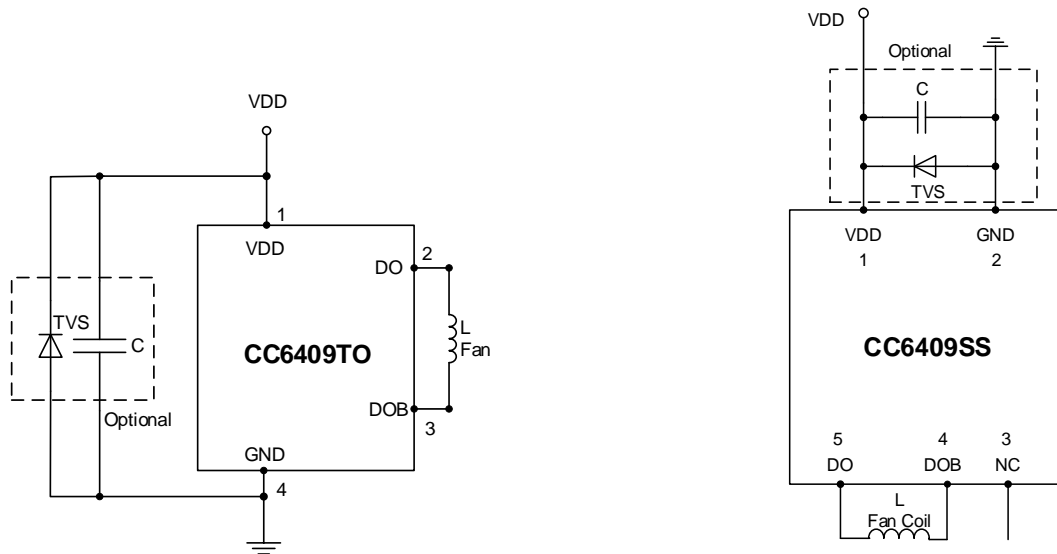 VDD
1
VDD
2
DO
TVS
C
L
Fan
CC6409TO
DOB
3
Optional
GND
4
VDD
Optional
C
TVS
VDD
GND
1
2
CC6409SS
5
4
3
DO
DOB
NC
L
Fan Coil